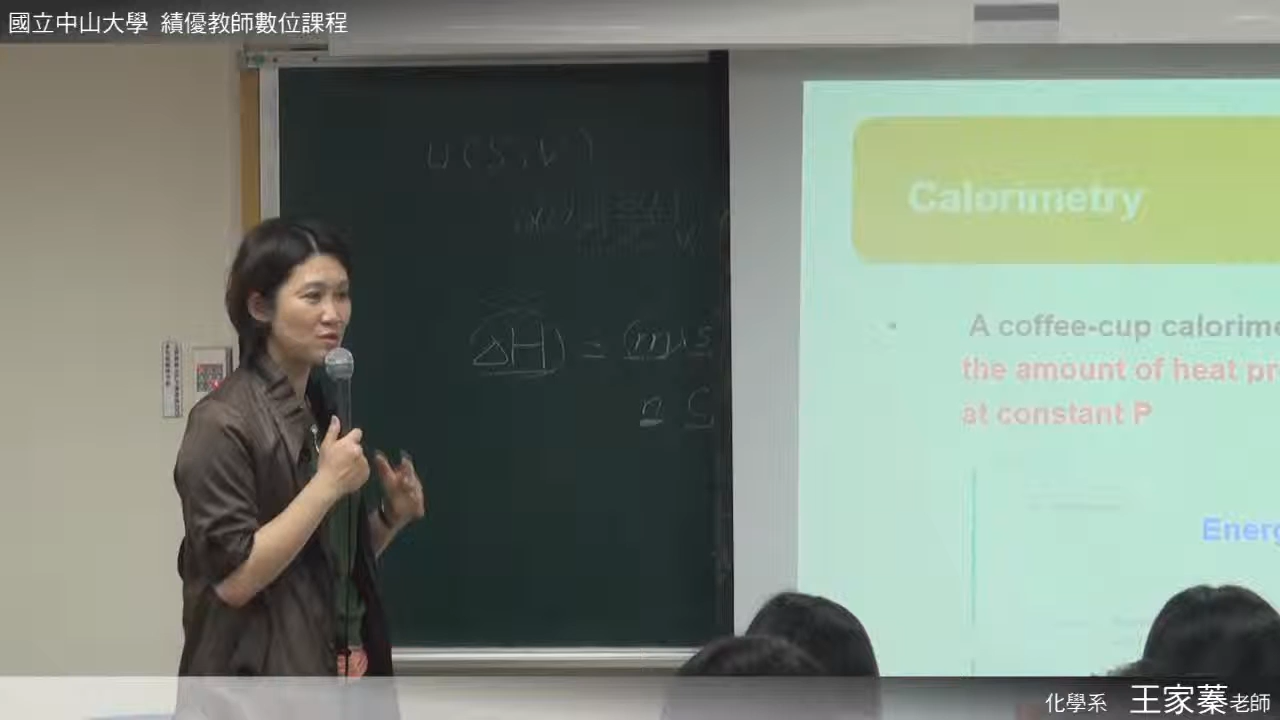 國立中山大學 績優教師數位課程
U(S,V)
Calorimetry
ΔH) = (m, s
n C
A coffee-cup calorime
the amount of heat pr
at constant P
Energ
化學系 王家蓁老師